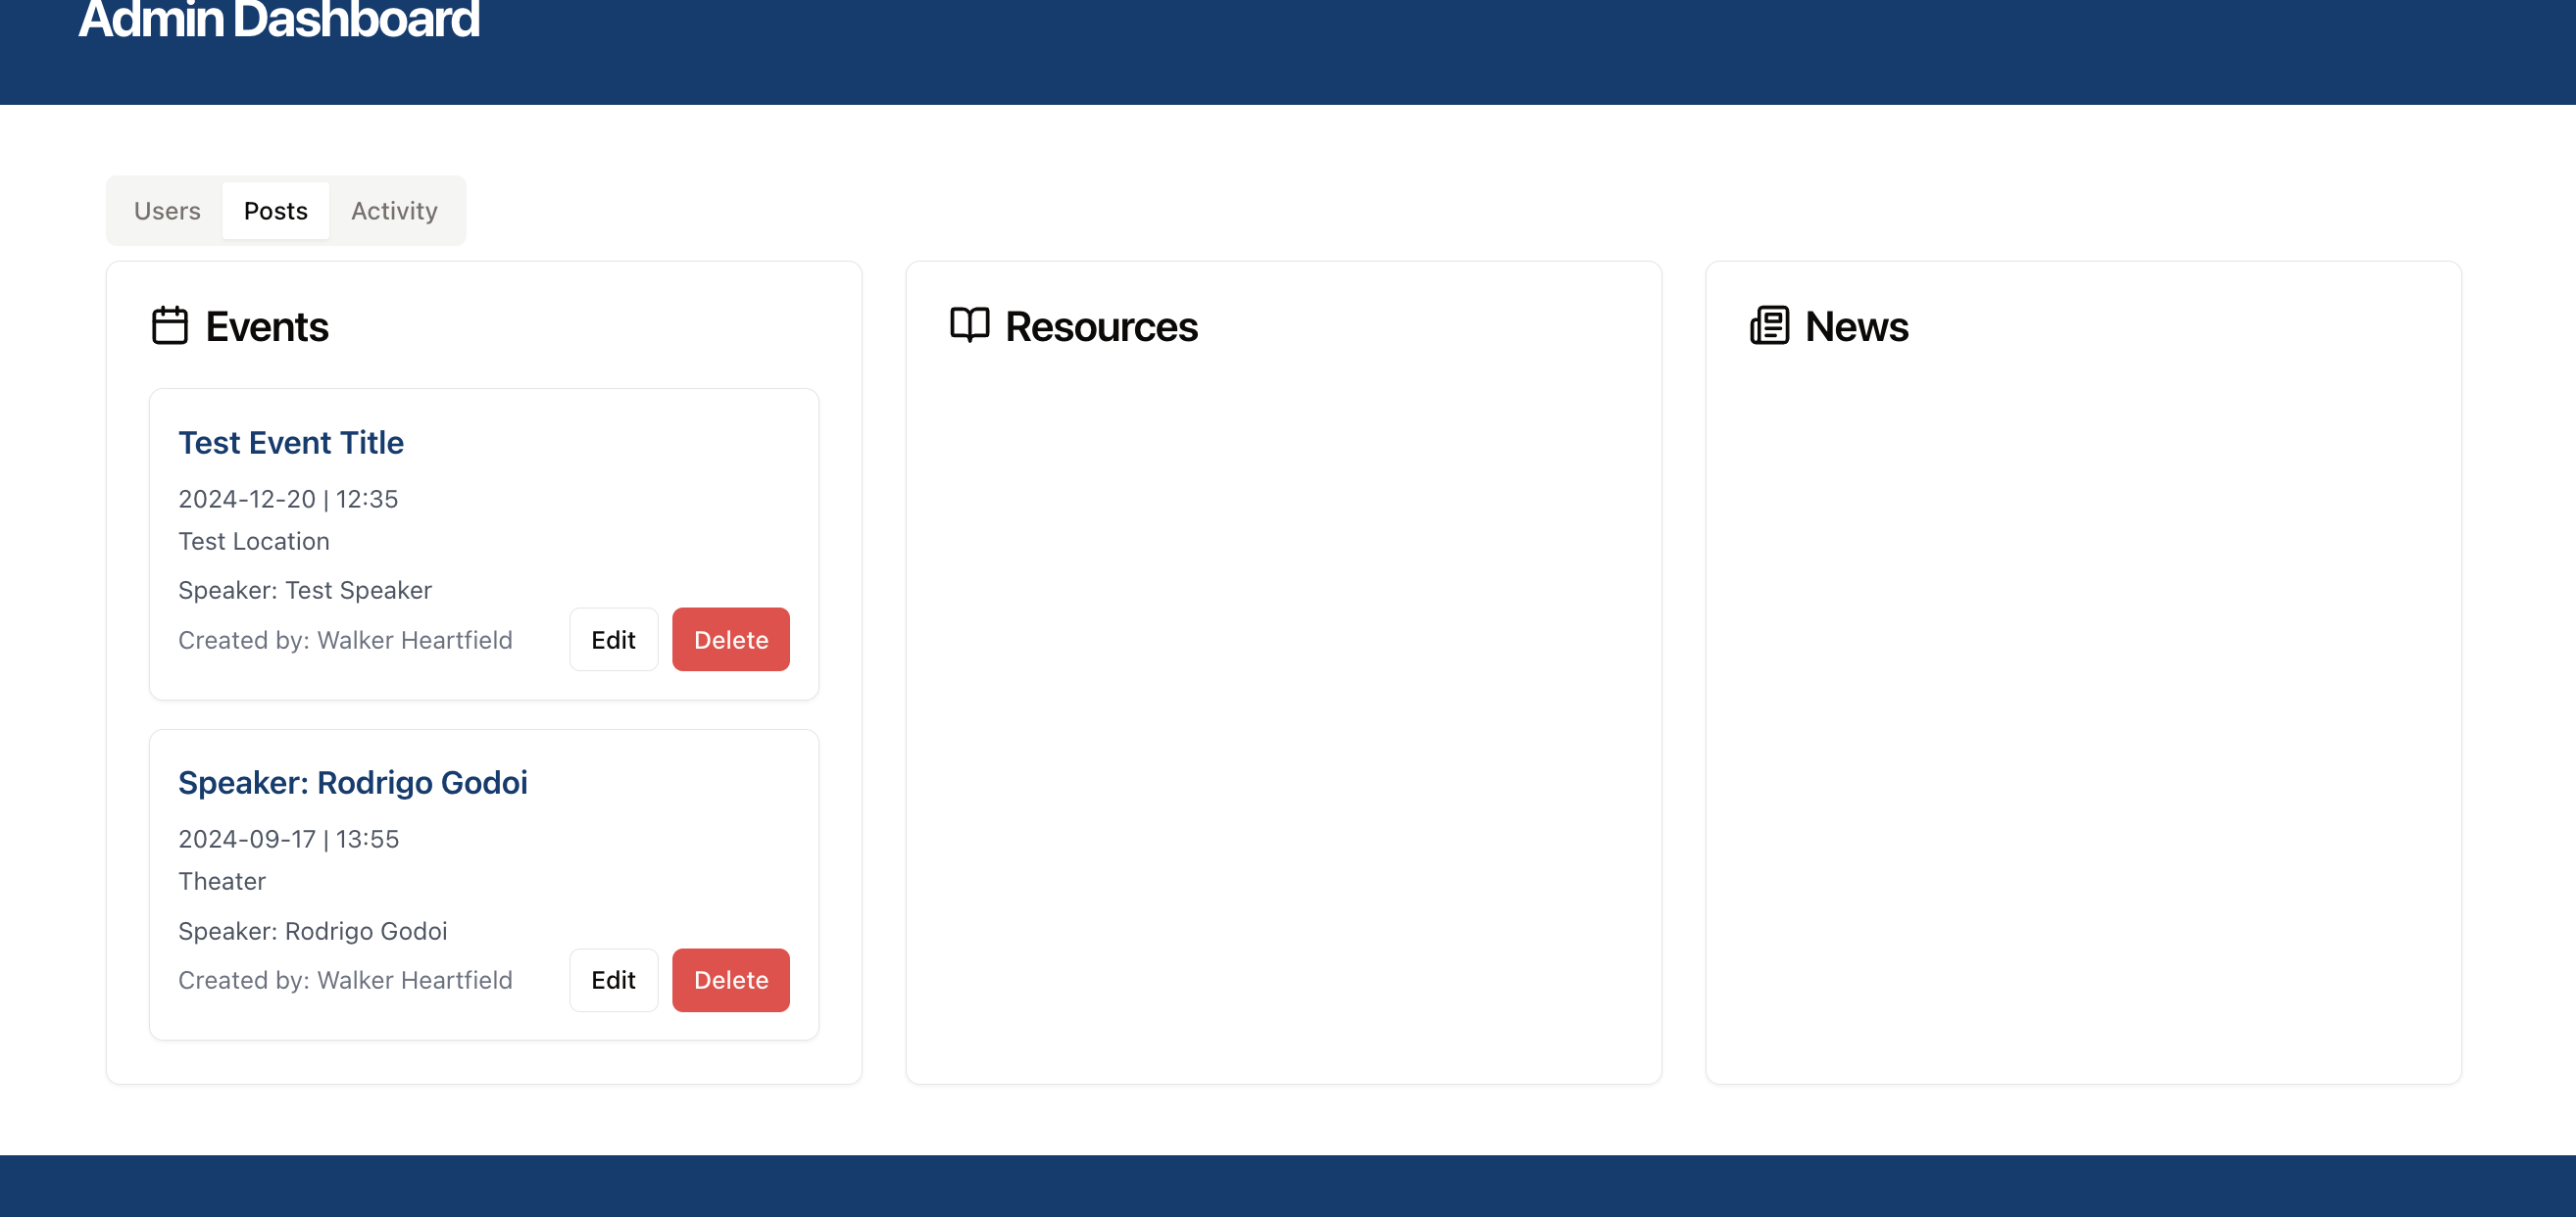 Admin Dashboard
Users Posts Activity
Events
Test Event Title
2024-12-20 | 12:35
Test Location
Speaker: Test Speaker
Created by: Walker Heartfield Edit Delete
Speaker: Rodrigo Godoi
2024-09-17 | 13:55
Theater
Speaker: Rodrigo Godoi
Created by: Walker Heartfield Edit Delete
Resources
News